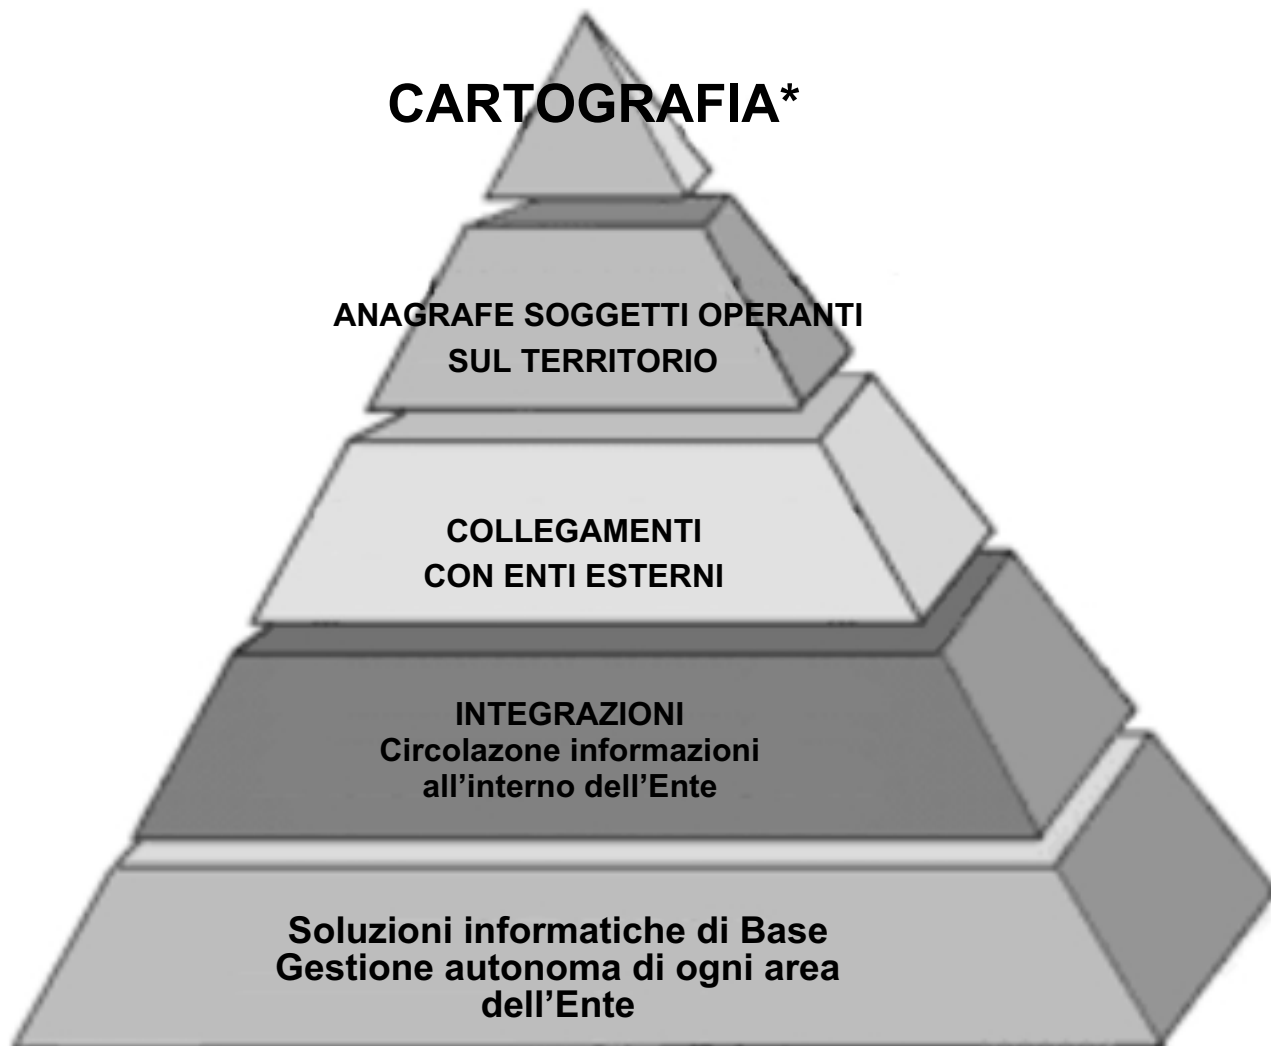 CARTOGRAFIA*
ANAGRAFE SOGGETTI OPERANTI
SUL TERRITORIO
COLLEGAMENTI
CON ENTI ESTERNI
INTEGRAZIONI
Circolazone informazioni
all’interno dell’Ente
Soluzioni informatiche di Base
Gestione autonoma di ogni area
dell’Ente